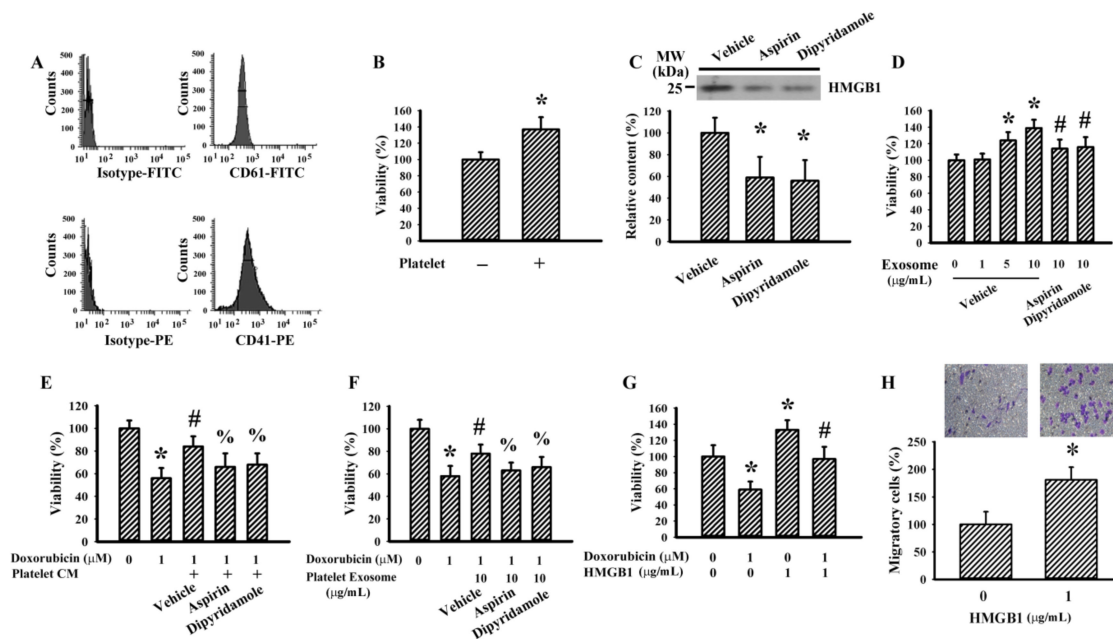 A
Counts
500
400
300
200
100
0
10¹ 10² 10³ 10⁴ 10⁵
Isotype-FITC
Counts
500
400
300
200
100
0
10¹ 10² 10³ 10⁴ 10⁵
CD61-FITC
Counts
500
400
300
200
100
0
10¹ 10² 10³ 10⁴ 10⁵
Isotype-PE
Counts
500
400
300
200
100
0
10¹ 10² 10³ 10⁴ 10⁵
CD41-PE
B
Viability (%)
160
140
120
100
80
60
40
20
0
*
Platelet − +
C
Vehicle Aspirin Dipyridamole
MW
(kDa)
25
HMGB1
Relative content (%)
120
100
80
60
40
20
0
* *
Vehicle Aspirin Dipyridamole
D
Viability (%)
160
140
120
100
80
60
40
20
0
* * # #
Exosome 0 1 5 10 10 10
(μg/mL)
Vehicle Aspirin Dipyridamole
E
Viability (%)
120
100
80
60
40
20
0
* # % %
Doxorubicin (μM) 0 1 1 1 1
Platelet CM + + +
Vehicle Aspirin Dipyridamole
F
Viability (%)
120
100
80
60
40
20
0
* # % %
Doxorubicin (μM) 0 1 1 1 1
Platelet Exosome 10 10 10
(μg/mL)
Vehicle Aspirin Dipyridamole
G
Viability (%)
160
140
120
100
80
60
40
20
0
* * #
Doxorubicin (μM) 0 1 0 1
HMGB1 (μg/mL) 0 0 1 1
H
Migratory cells (%)
250
200
150
100
50
0
*
0 1
HMGB1 (μg/mL)